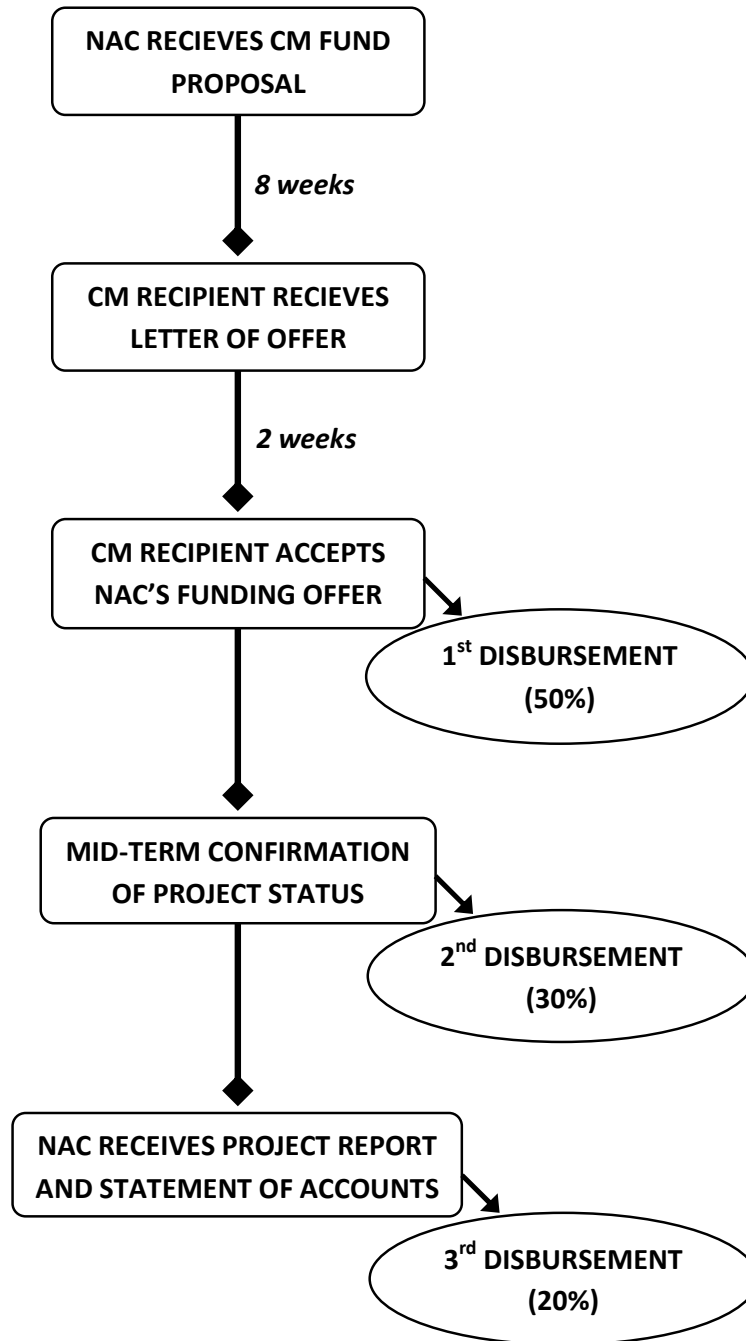 NAC RECIEVES CM FUND
PROPOSAL
8 weeks
CM RECIPIENT RECIEVES
LETTER OF OFFER
2 weeks
CM RECIPIENT ACCEPTS
NAC’S FUNDING OFFER
1st DISBURSEMENT
(50%)
MID-TERM CONFIRMATION
OF PROJECT STATUS
2nd DISBURSEMENT
(30%)
NAC RECEIVES PROJECT REPORT
AND STATEMENT OF ACCOUNTS
3rd DISBURSEMENT
(20%)